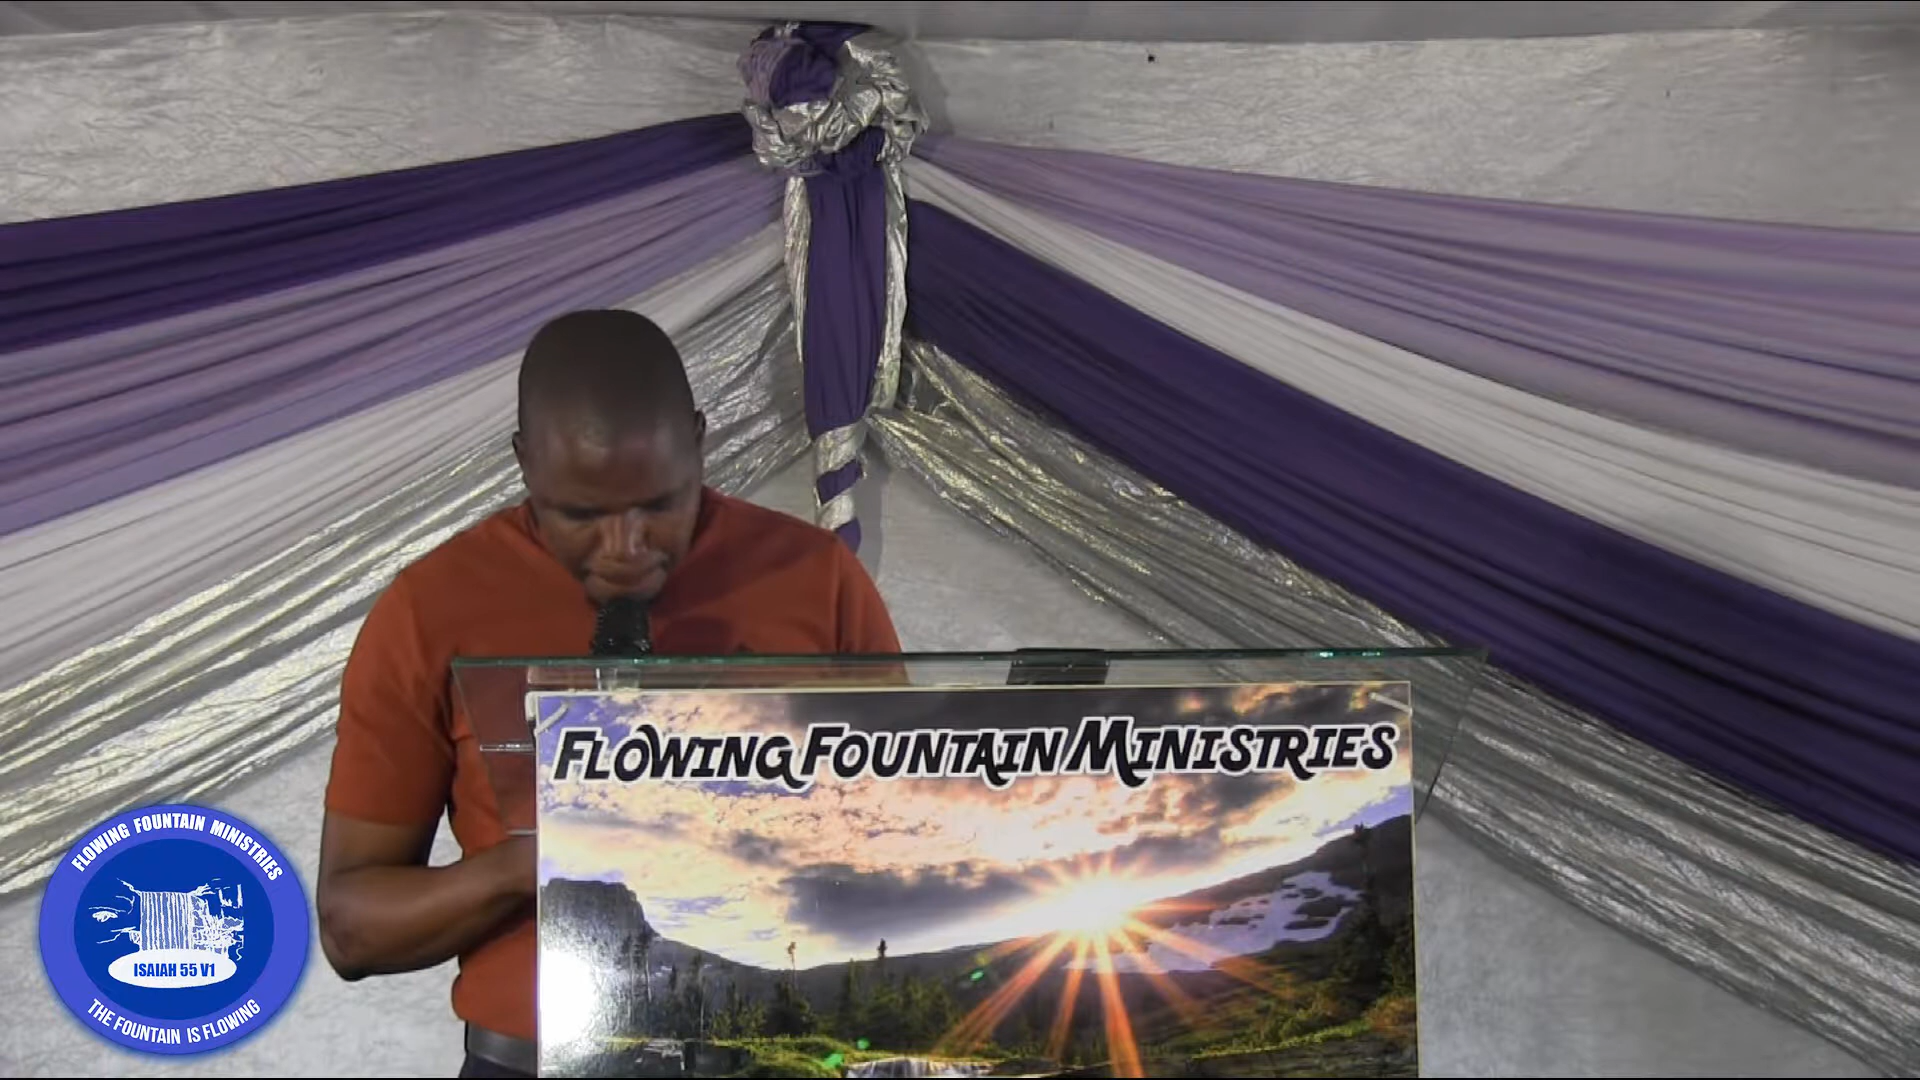 FLOWING FOUNTAIN MINISTRIES
FLOWING FOUNTAIN MINISTRIES
ISAIAH 55 V1
THE FOUNTAIN IS FLOWING